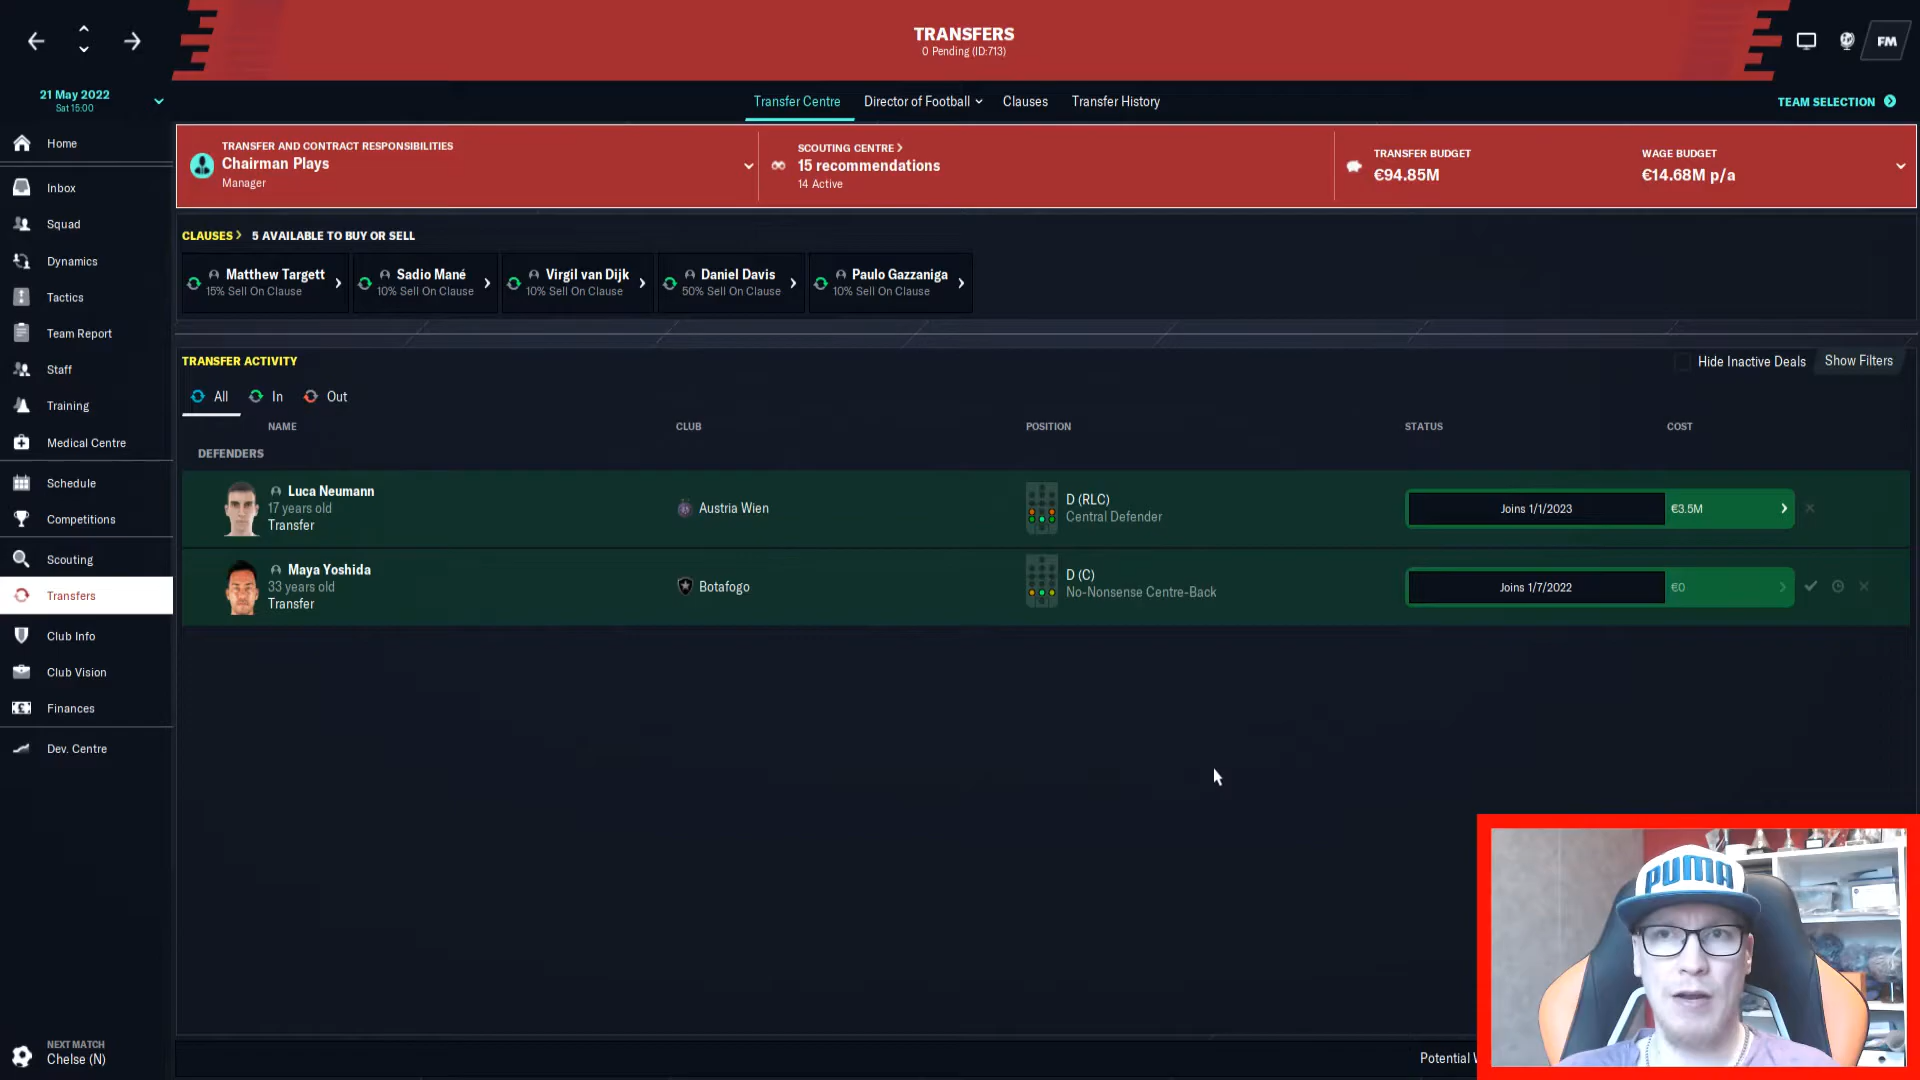 TRANSFERS
0 Pending (ID:713)
FM
21 May 2022
Sat 15:00
Transfer Centre
Director of Football
Clauses
Transfer History
TEAM SELECTION
Home
Inbox
Squad
Dynamics
Tactics
Team Report
Staff
Training
Medical Centre
Schedule
Competitions
Scouting
Transfers
Club Info
Club Vision
Finances
Dev. Centre
NEXT MATCH
Chelse (N)
TRANSFER AND CONTRACT RESPONSIBILITIES
Chairman Plays
Manager
SCOUTING CENTRE >
15 recommendations
14 Active
TRANSFER BUDGET
€94.85M
WAGE BUDGET
€14.68M p/a
CLAUSES > 5 AVAILABLE TO BUY OR SELL
Matthew Targett
15% Sell On Clause
Sadio Mané
10% Sell On Clause
Virgil van Dijk
10% Sell On Clause
Daniel Davis
50% Sell On Clause
Paulo Gazzaniga
10% Sell On Clause
TRANSFER ACTIVITY
Hide Inactive Deals
Show Filters
All
In
Out
NAME CLUB POSITION STATUS COST
DEFENDERS
Luca Neumann
17 years old
Transfer
Austria Wien
D (RLC)
Central Defender
Joins 1/1/2023
€3.5M
Maya Yoshida
33 years old
Transfer
Botafogo
D (C)
No-Nonsense Centre-Back
Joins 1/7/2022
€0
Potential
PUMA